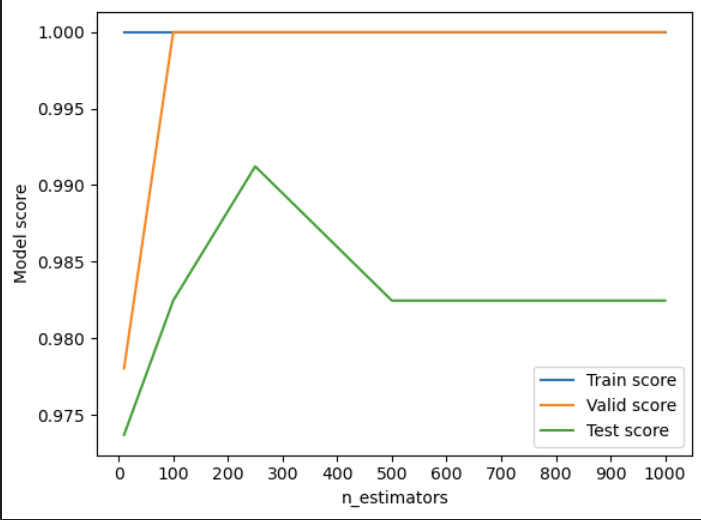 1.000
0.995
0.990
0.985
0.980
0.975
Model score
Train score
Valid score
Test score
0 100 200 300 400 500 600 700 800 900 1000
n_estimators